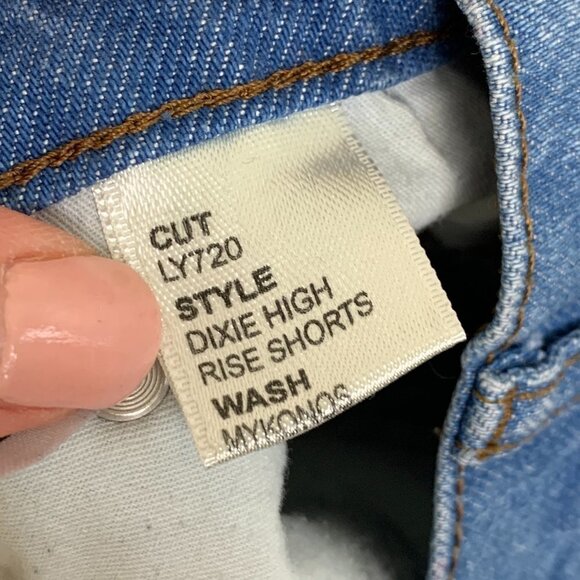 CUT
LY720
STYLE
DIXIE HIGH
RISE SHORTS
WASH
MYKONOS